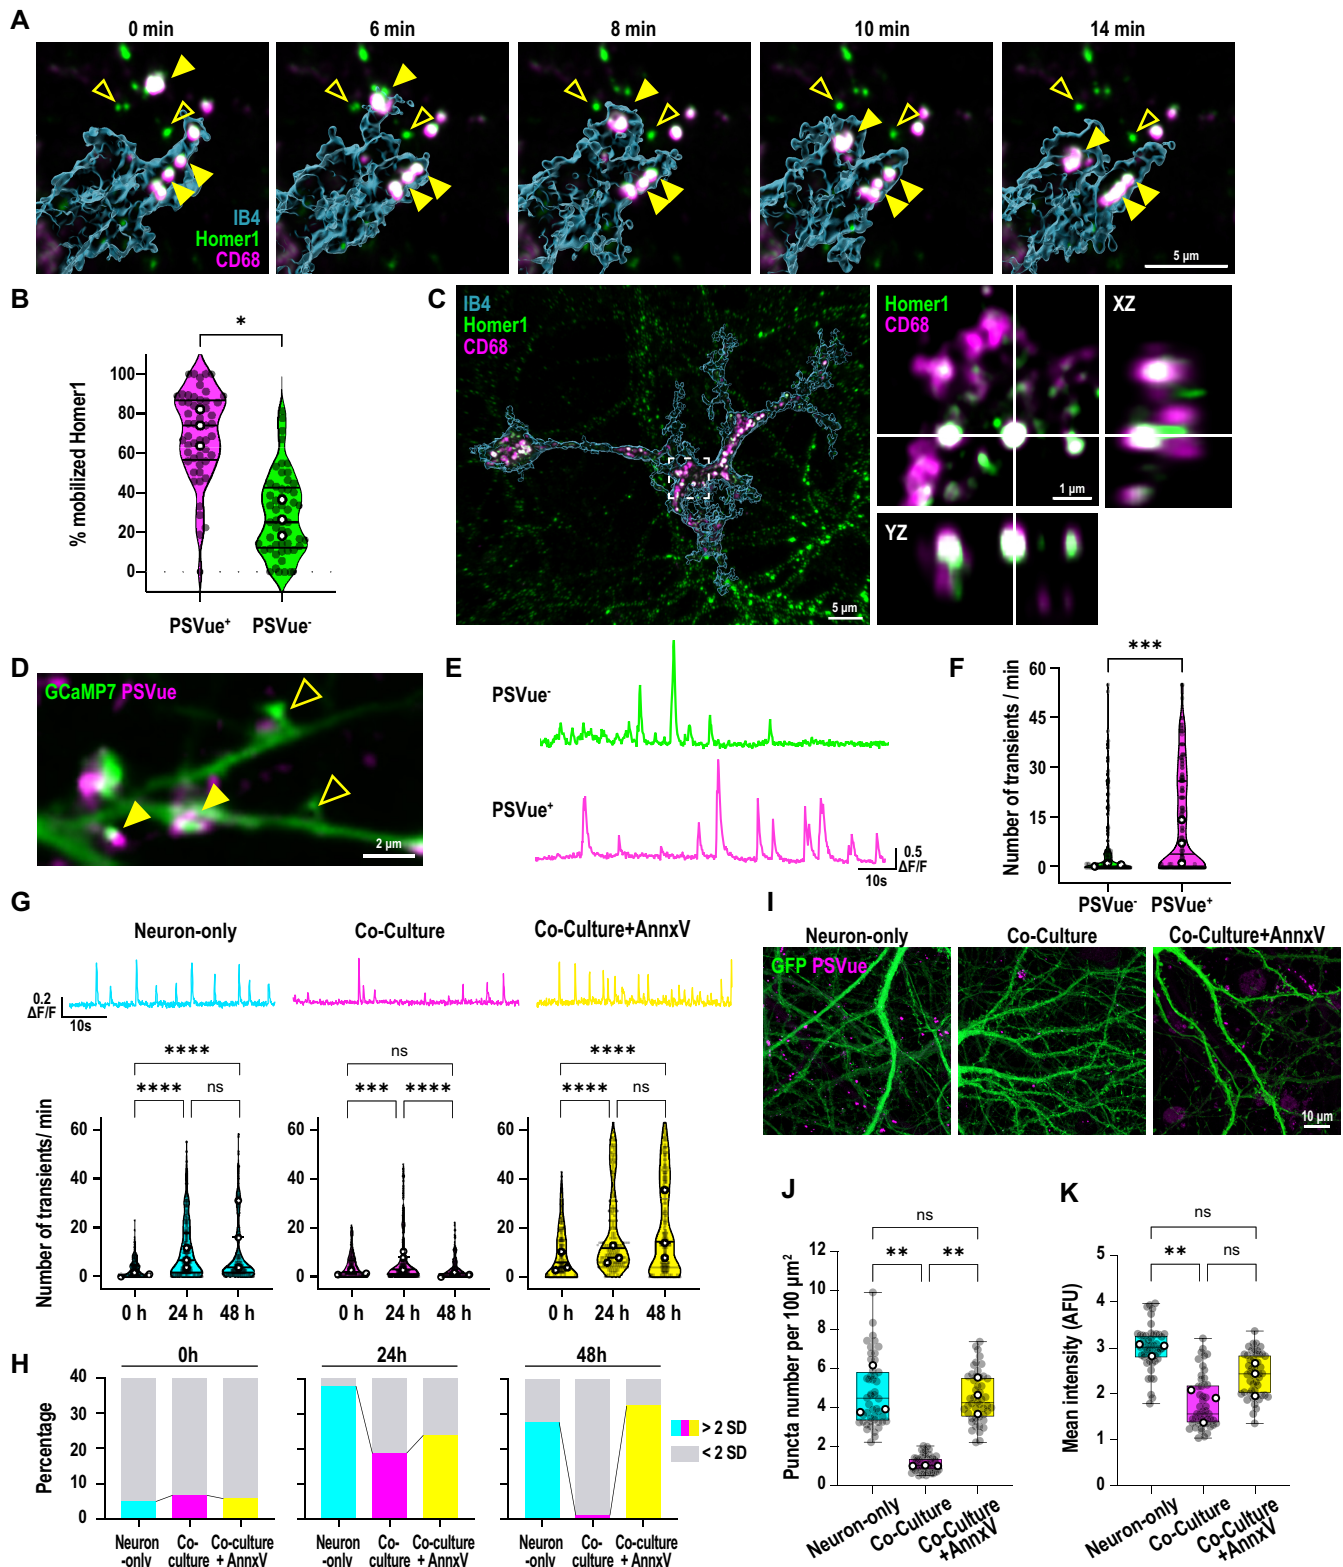 A
0 min
6 min
8 min
10 min
14 min
IB4
Homer1
CD68
5 µm
B
*
% mobilized Homer1
100
80
60
40
20
0
PSVue⁺
PSVue⁻
C
IB4
Homer1
CD68
5 µm
Homer1
CD68
1 µm
XZ
YZ
D
GCaMP7 PSVue
2 µm
E
PSVue⁻
PSVue⁺
0.5
ΔF/F
10s
F
***
Number of transients / min
60
45
30
15
0
PSVue⁻
PSVue⁺
G
Neuron-only
Co-Culture
Co-Culture+AnnxV
0.2
ΔF/F
10s
****
****
ns
ns
***
****
****
****
ns
Number of transients/ min
60
40
20
0
0 h
24 h
48 h
60
40
20
0
0 h
24 h
48 h
60
40
20
0
0 h
24 h
48 h
H
0h
24h
48h
Percentage
40
30
20
10
0
> 2 SD
< 2 SD
Neuron
-only
Co-
culture
Co-culture
+ AnnxV
Neuron
-only
Co-
culture
Co-culture
+ AnnxV
Neuron
-only
Co-
culture
Co-culture
+ AnnxV
I
Neuron-only
Co-Culture
Co-Culture+AnnxV
GFP PSVue
10 µm
J
ns
**
**
Puncta number per 100 µm²
12
10
8
6
4
2
0
Neuron-only
Co-Culture
Co-Culture
+AnnxV
K
ns
**
ns
Mean intensity (AFU)
5
4
3
2
1
0
Neuron-only
Co-Culture
Co-Culture
+AnnxV